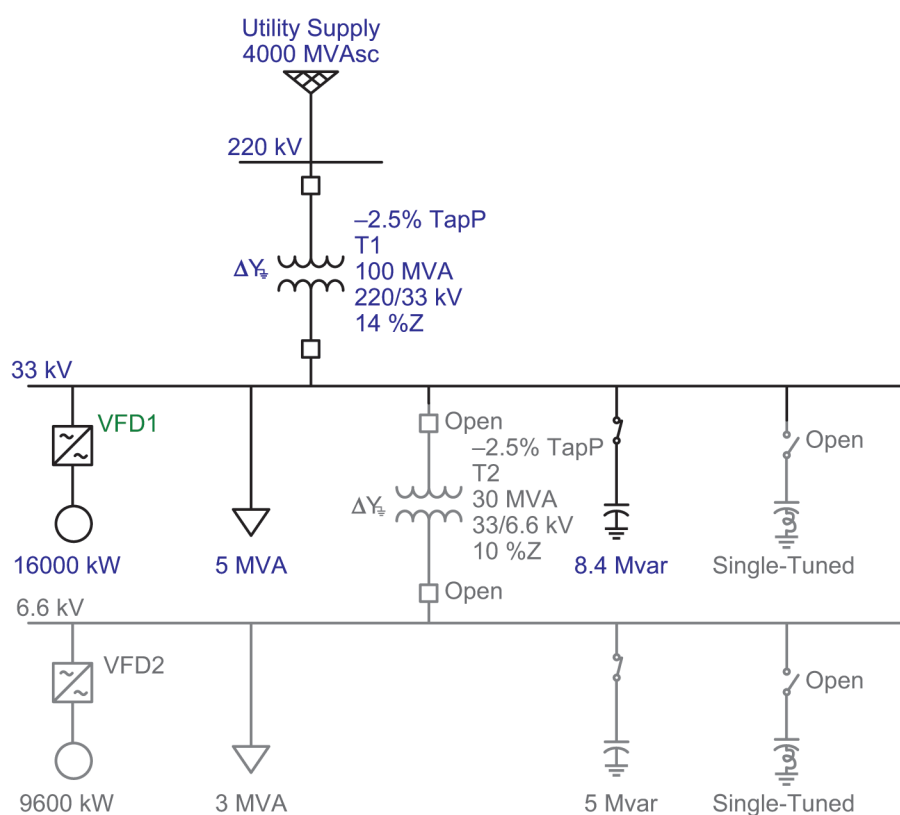 Utility Supply
4000 MVAsc
220 kV
–2.5% TapP
T1
ΔY
100 MVA
220/33 kV
14 %Z
33 kV
VFD1
Open
Open
–2.5% TapP
T2
ΔY
30 MVA
33/6.6 kV
10 %Z
16000 kW
5 MVA
8.4 Mvar
Single-Tuned
Open
6.6 kV
VFD2
Open
9600 kW
3 MVA
5 Mvar
Single-Tuned